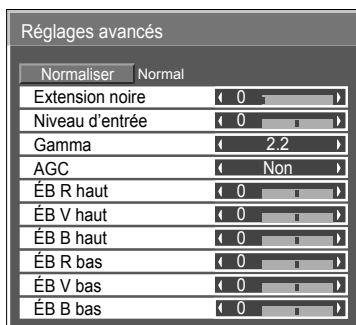 Réglages avancés
Normaliser Normal
Extension noire 0
Niveau d'entrée 0
Gamma 2.2
AGC Non
ÉB R haut 0
ÉB V haut 0
ÉB B haut 0
ÉB R bas 0
ÉB V bas 0
ÉB B bas 0